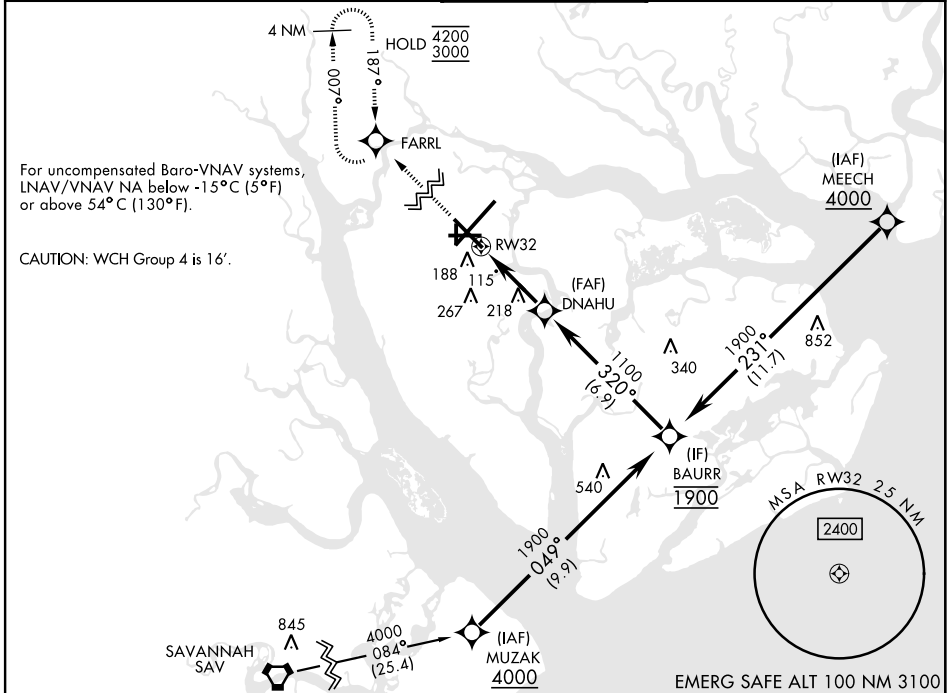 4 NM
HOLD 4200
3000
007°
187°
FARRL
For uncompensated Baro-VNAV systems,
LNAV/VNAV NA below -15°C (5°F)
or above 54°C (130°F).
CAUTION: WCH Group 4 is 16'.
(IAF)
MEECH
4000
RW32
188
115
267
218
(FAF)
DNAHU
1900
231°
(11.7)
852
340
1100
320°
(6.9)
(IF)
BAURR
1900
540
1900
049°
(9.9)
MSA RW32 25 NM
2400
845
SAVANNAH
SAV
4000
084°
(25.4)
(IAF)
MUZAK
4000
EMERG SAFE ALT 100 NM 3100